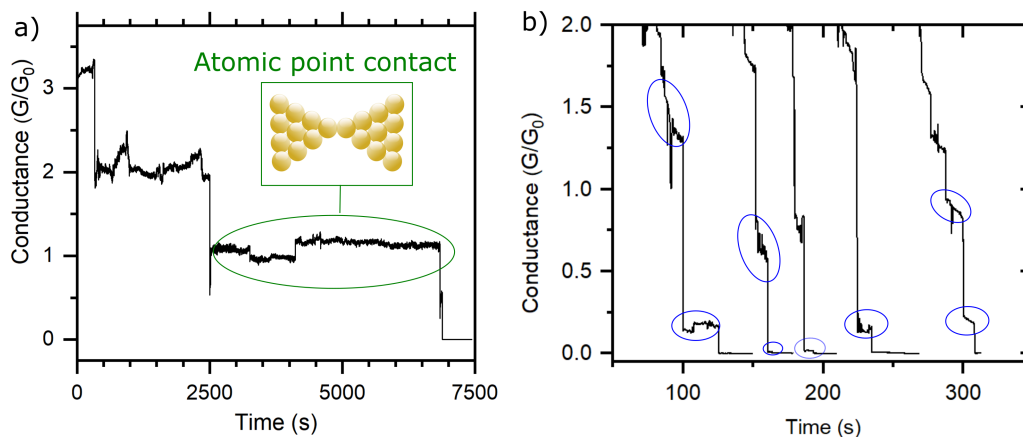 a)
Atomic point contact
Conductance (G/G₀)
3
2
1
0
0
2500
5000
7500
Time (s)
b)
Conductance (G/G₀)
2.0
1.5
1.0
0.5
0.0
100
200
300
Time (s)